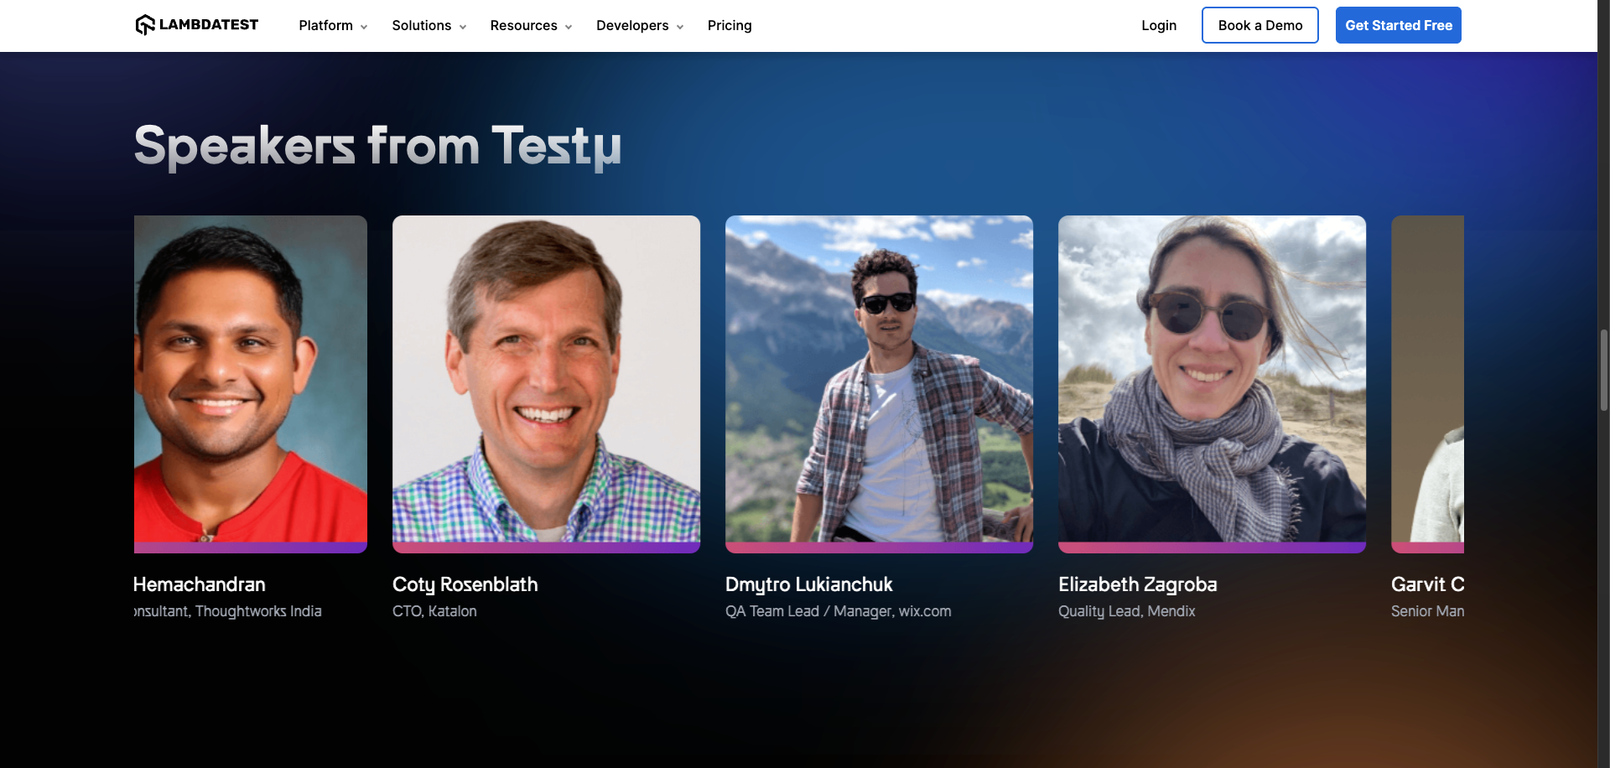 LAMBDATEST Platform Solutions Resources Developers Pricing Login Book a Demo Get Started Free
Speakers from Testμ
Hemachandran Coty Rosenblath Dmytro Lukianchuk Elizabeth Zagroba Garvit C
onsultant, Thoughtworks India CTO, Katalon QA Team Lead / Manager, wix.com Quality Lead, Mendix Senior Man